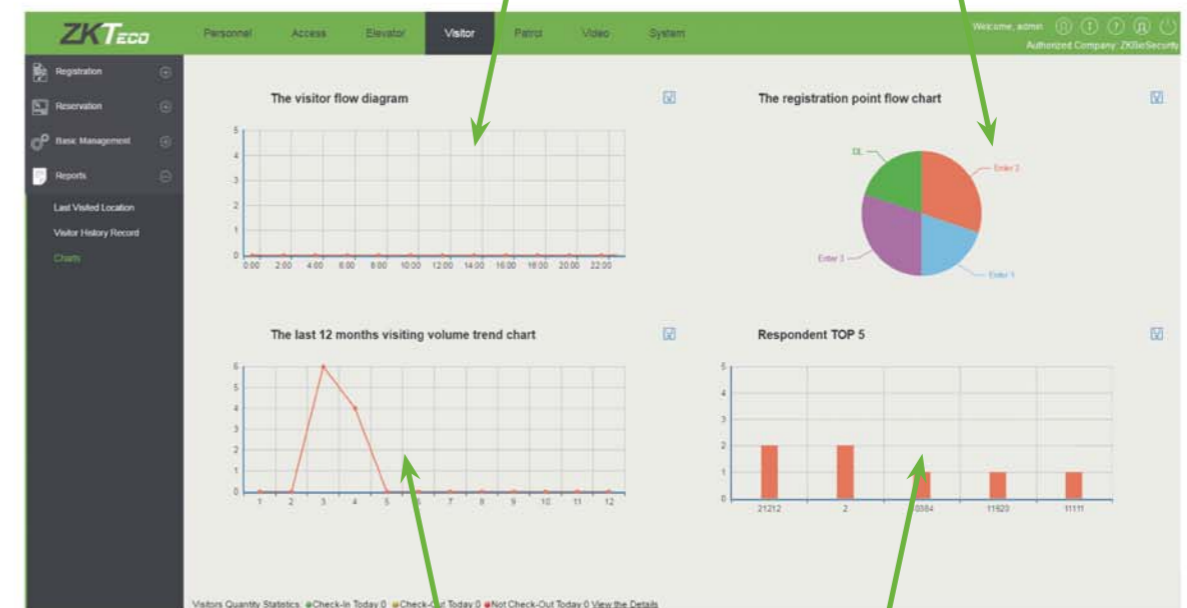 ZKTeco Personnel Access Elevator Visitor Patrol Video System Welcome, admin
Authorized Company: ZKBioSecurity
Registration
Reservation
Basic Management
Reports
Last Visited Location
Visitor History Record
Charts
The visitor flow diagram
5
4
3
2
1
0
0:00 2:00 4:00 6:00 8:00 10:00 12:00 14:00 16:00 18:00 20:00 22:00
The registration point flow chart
Enter 3
The last 12 months visiting volume trend chart
6
5
4
3
2
1
0
1 2 3 4 5 6 7 8 9 10 11 12
Respondent TOP 5
5
4
3
2
1
0
21212 2 11111
Visitors Quantity Statistics: Check-In Today:0 Check-Out Today:0 Not Check-Out Today:0 View the Details